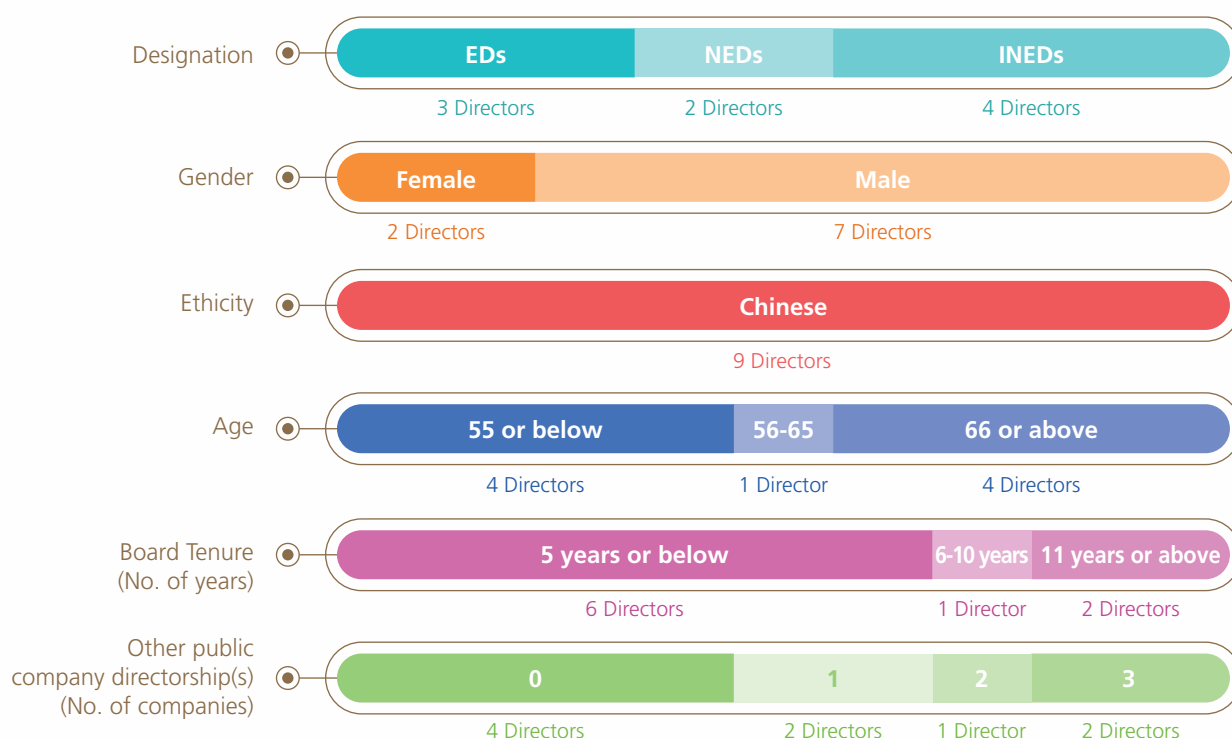 Designation
EDs NEDs INEDs
3 Directors 2 Directors 4 Directors
Gender
Female Male
2 Directors 7 Directors
Ethicity
Chinese
9 Directors
Age
55 or below 56-65 66 or above
4 Directors 1 Director 4 Directors
Board Tenure
(No. of years)
5 years or below 6-10 years 11 years or above
6 Directors 1 Director 2 Directors
Other public
company directorship(s)
(No. of companies)
0 1 2 3
4 Directors 2 Directors 1 Director 2 Directors